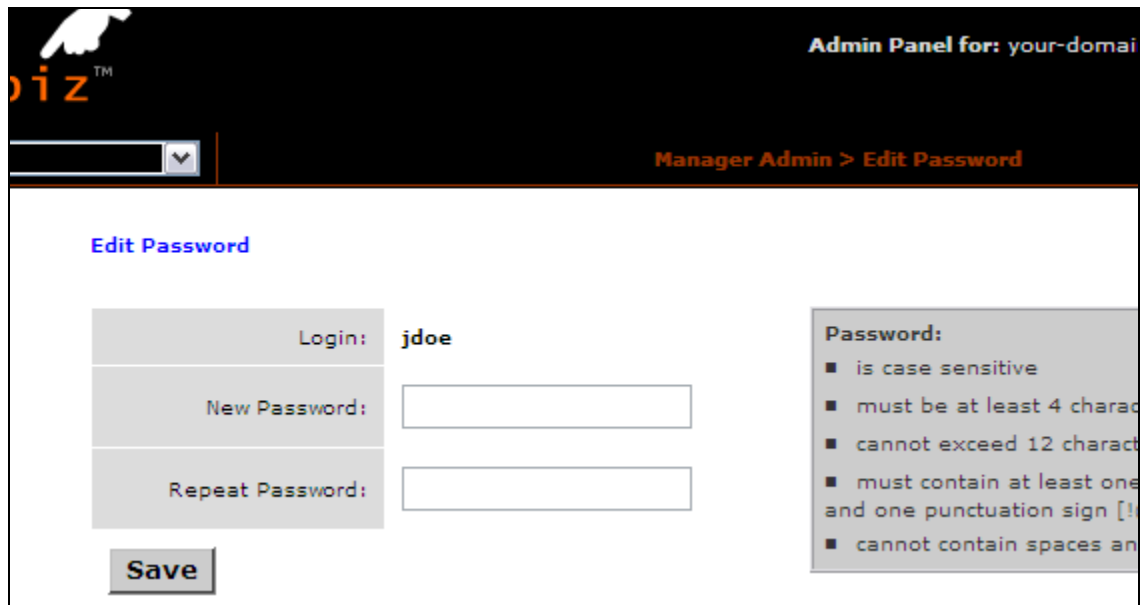 biz™
Admin Panel for: your-domai
Manager Admin > Edit Password
Edit Password
Login: jdoe
New Password:
Repeat Password:
Save
Password:
■ is case sensitive
■ must be at least 4 charac
■ cannot exceed 12 charact
■ must contain at least one
and one punctuation sign [!
■ cannot contain spaces an